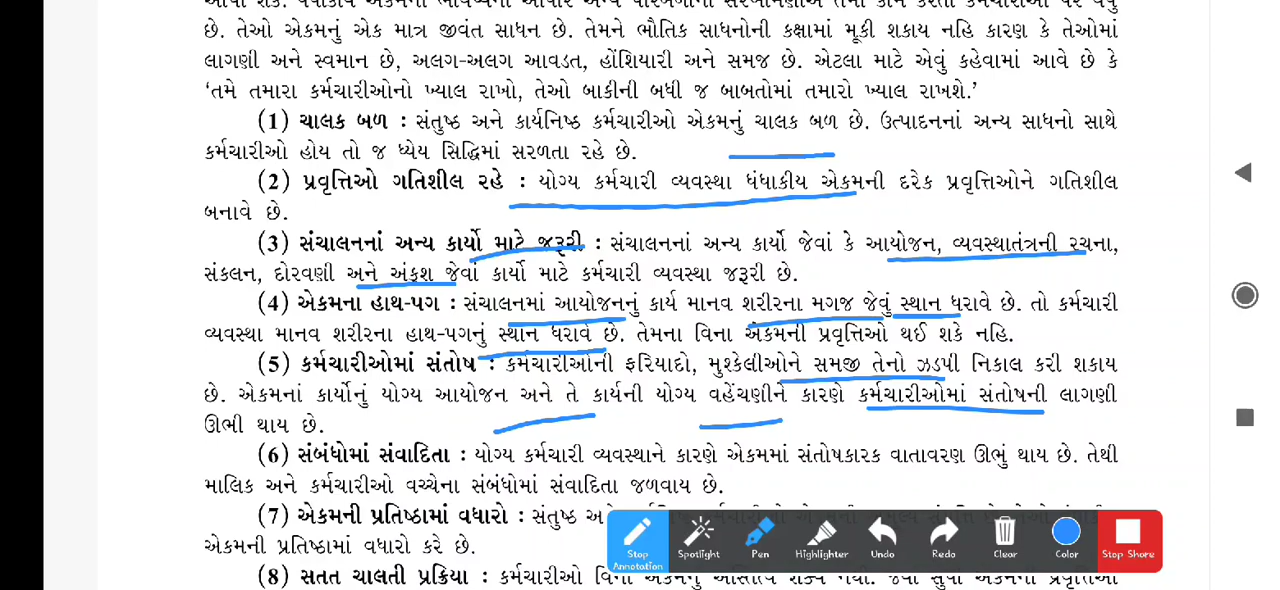 છે. તેઓ એકમનું એક માત્ર જીવંત સાધન છે. તેમને ભૌતિક સાધનોની કક્ષામાં મૂકી શકાય નહિ કારણ કે તેઓમાં
લાગણી અને સ્વમાન છે, અલગ-અલગ આવડત, હોંશિયારી અને સમજ છે. એટલા માટે એવું કહેવામાં આવે છે કે
‘તમે તમારા કર્મચારીઓનો ખ્યાલ રાખો, તેઓ બાકીની બધી જ બાબતોમાં તમારો ખ્યાલ રાખશે.’
(1) ચાલક બળ : સંતુષ્ઠ અને કાર્યનિષ્ઠ કર્મચારીઓ એકમનું ચાલક બળ છે. ઉત્પાદનનાં અન્ય સાધનો સાથે
કર્મચારીઓ હોય તો જ ધ્યેય સિદ્ધિમાં સરળતા રહે છે.
(2) પ્રવૃત્તિઓ ગતિશીલ રહે : યોગ્ય કર્મચારી વ્યવસ્થા ધંધાકીય એકમની દરેક પ્રવૃત્તિઓને ગતિશીલ
બનાવે છે.
(3) સંચાલનનાં અન્ય કાર્યો માટે જરૂરી : સંચાલનનાં અન્ય કાર્યો જેવાં કે આયોજન, વ્યવસ્થાતંત્રની રચના,
સંકલન, દોરવણી અને અંકુશ જેવાં કાર્યો માટે કર્મચારી વ્યવસ્થા જરૂરી છે.
(4) એકમના હાથ-પગ : સંચાલનમાં આયોજનનું કાર્ય માનવ શરીરના મગજ જેવું સ્થાન ધરાવે છે. તો કર્મચારી
વ્યવસ્થા માનવ શરીરના હાથ-પગનું સ્થાન ધરાવે છે. તેમના વિના એકમની પ્રવૃત્તિઓ થઈ શકે નહિ.
(5) કર્મચારીઓમાં સંતોષ : કર્મચારીઓની ફરિયાદો, મુશ્કેલીઓને સમજી તેનો ઝડપી નિકાલ કરી શકાય
છે. એકમનાં કાર્યોનું યોગ્ય આયોજન અને તે કાર્યની યોગ્ય વહેંચણીને કારણે કર્મચારીઓમાં સંતોષની લાગણી
ઊભી થાય છે.
(6) સંબંધોમાં સંવાદિતા : યોગ્ય કર્મચારી વ્યવસ્થાને કારણે એકમમાં સંતોષકારક વાતાવરણ ઊભું થાય છે. તેથી
માલિક અને કર્મચારીઓ વચ્ચેના સંબંધોમાં સંવાદિતા જળવાય છે.
(7) એકમની પ્રતિષ્ઠામાં વધારો : સંતુષ્ઠ
એકમની પ્રતિષ્ઠામાં વધારો કરે છે.
(8) સતત ચાલતી પ્રક્રિયા : કર્મચારીઓ
Stop Annotation Spotlight Pen Highlighter Undo Redo Clear Color Stop Share